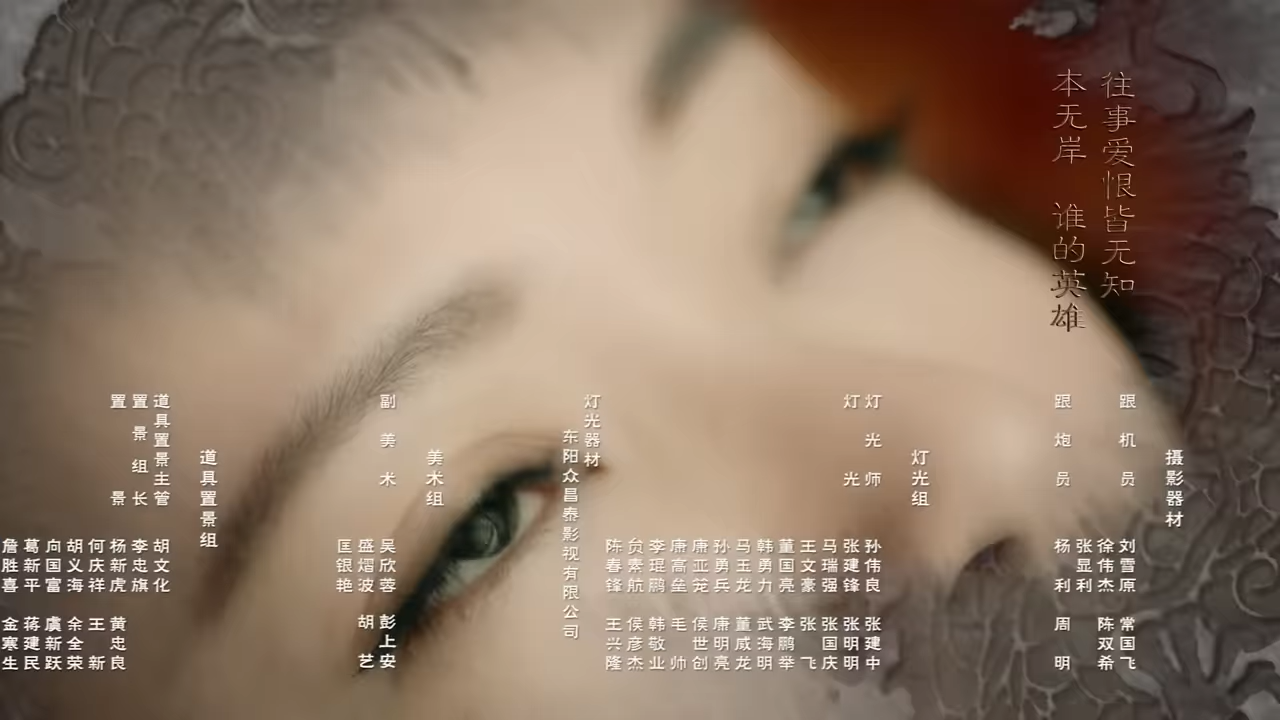 往事爱恨皆无知
本无岸 谁的英雄
摄影器材
跟机员
刘雪原 常国飞
徐伟杰 陈双希
张显利
跟炮员
杨利 周明
灯光组
灯光师
孙伟良 张建中
灯光
张建锋 张明明
马瑞强 张国庆
王文豪 张飞
董国亮 李鹏举
韩勇力 武海明
马玉龙 董威龙
孙勇兵 唐明亮
唐亚笼 侯世创
唐高垒 毛帅
李琨鹏 韩敬业
贠素航 侯彦杰
陈春锋 王兴隆
灯光器材
东阳众昌泰影视有限公司
美术组
副美术
吴欣蓉 彭上安
盛熠波 胡艺
匡银艳
道具置景组
道具置景主管
胡文化
置景组长
李忠旗
置景
杨新虎 黄忠良
何庆祥 王新
胡义海 余全荣
向国富 虞新跃
葛新平 蒋建民
詹胜喜 金寒生